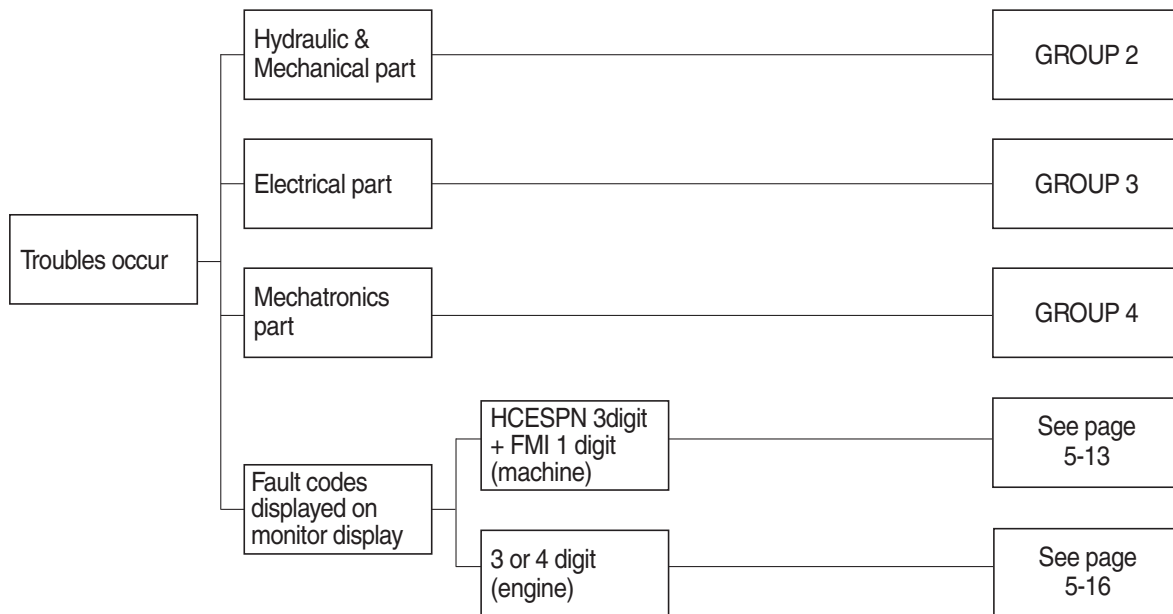 Hydraulic &
Mechanical part
GROUP 2
Electrical part
GROUP 3
Troubles occur
Mechatronics
part
GROUP 4
HCESPN 3digit
+ FMI 1 digit
(machine)
See page
5-13
Fault codes
displayed on
monitor display
3 or 4 digit
(engine)
See page
5-16